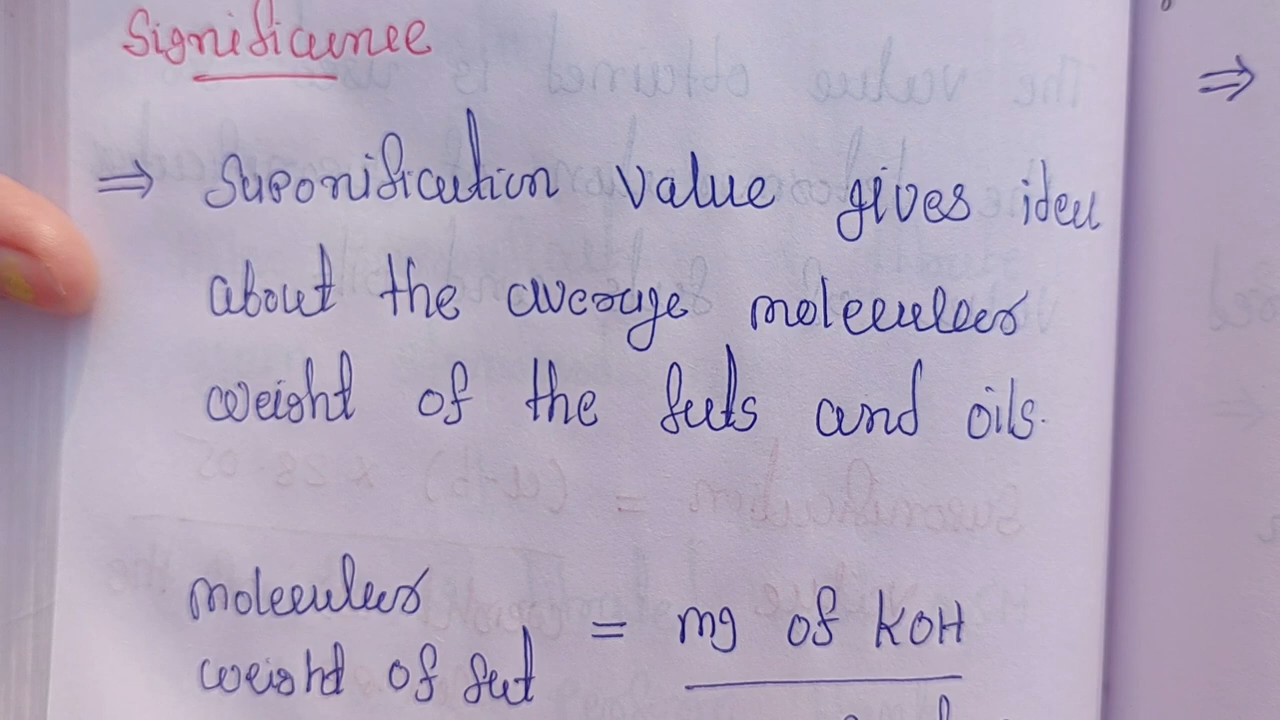 Significance
⇒ Saponification value gives idea
about the average molecular
weight of the fats and oils.
molecular
weight of fat = mg of KOH